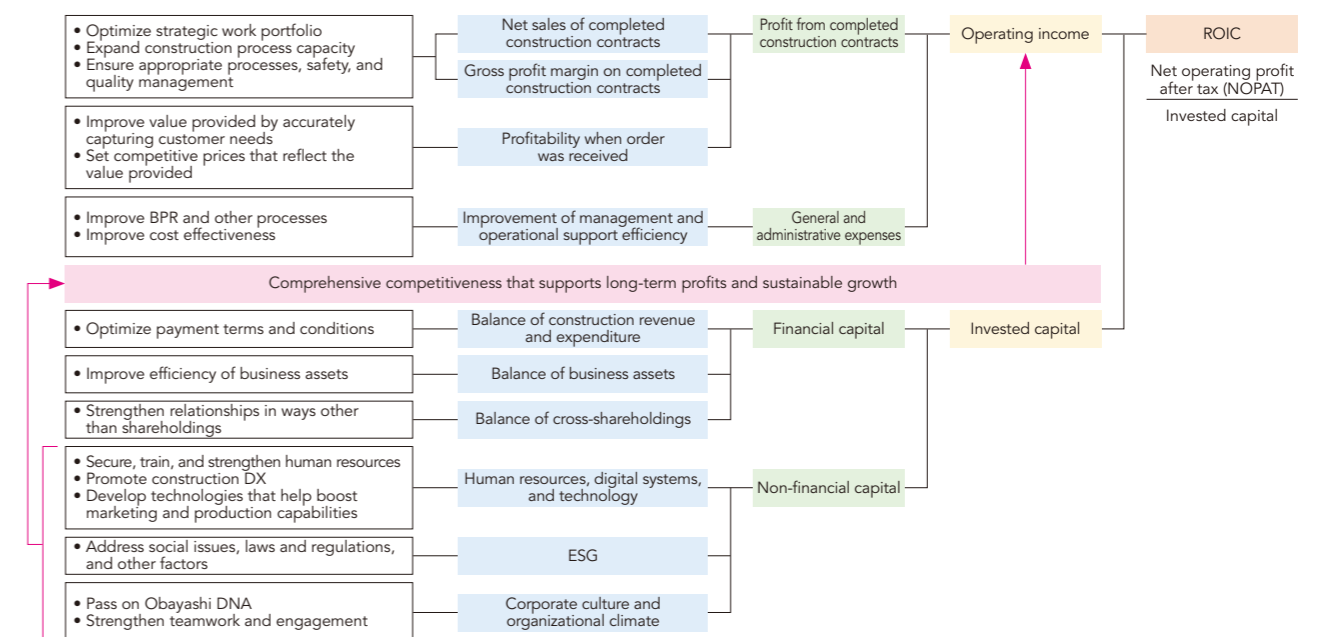 • Optimize strategic work portfolio
• Expand construction process capacity
• Ensure appropriate processes, safety, and
quality management
Net sales of completed
construction contracts
Gross profit margin on completed
construction contracts
Profit from completed
construction contracts
Operating income
ROIC
Net operating profit
after tax (NOPAT)
Invested capital
• Improve value provided by accurately
capturing customer needs
• Set competitive prices that reflect the
value provided
Profitability when order
was received
• Improve BPR and other processes
• Improve cost effectiveness
Improvement of management and
operational support efficiency
General and
administrative expenses
Comprehensive competitiveness that supports long-term profits and sustainable growth
• Optimize payment terms and conditions
Balance of construction revenue
and expenditure
Financial capital
Invested capital
• Improve efficiency of business assets
Balance of business assets
• Strengthen relationships in ways other
than shareholdings
Balance of cross-shareholdings
• Secure, train, and strengthen human resources
• Promote construction DX
• Develop technologies that help boost
marketing and production capabilities
Human resources, digital systems,
and technology
Non-financial capital
• Address social issues, laws and regulations,
and other factors
ESG
• Pass on Obayashi DNA
• Strengthen teamwork and engagement
Corporate culture and
organizational climate